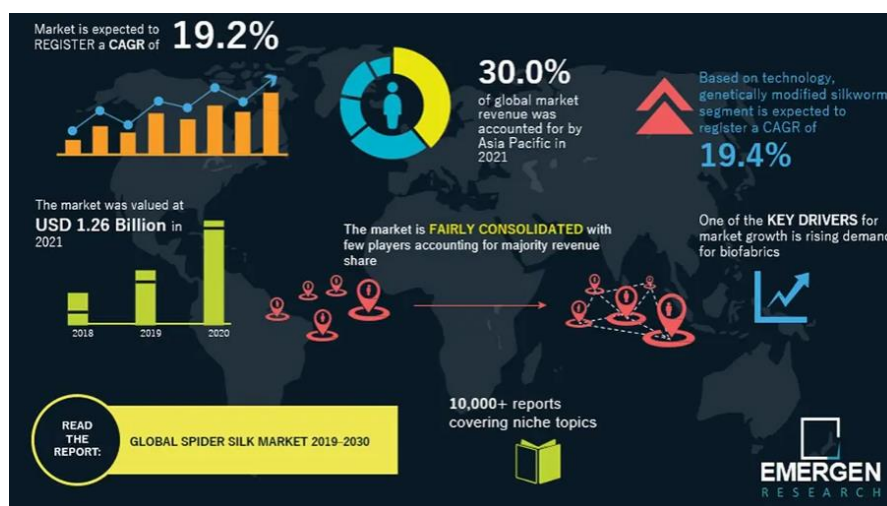 Market is expected to
REGISTER a CAGR of 19.2%
30.0%
of global market
revenue was
accounted for by
Asia Pacific in
2021
Based on technology,
genetically modified silkworm
segment is expected to
register a CAGR of
19.4%
The market was valued at
USD 1.26 Billion in
2021
2018 2019 2020
The market is FAIRLY CONSOLIDATED with
few players accounting for majority revenue
share
One of the KEY DRIVERS for
market growth is rising deman
for biofabrics
READ
THE
REPORT:
GLOBAL SPIDER SILK MARKET 2019–2030
10,000+ reports
covering niche topics
EMERGEN
RESEARCH